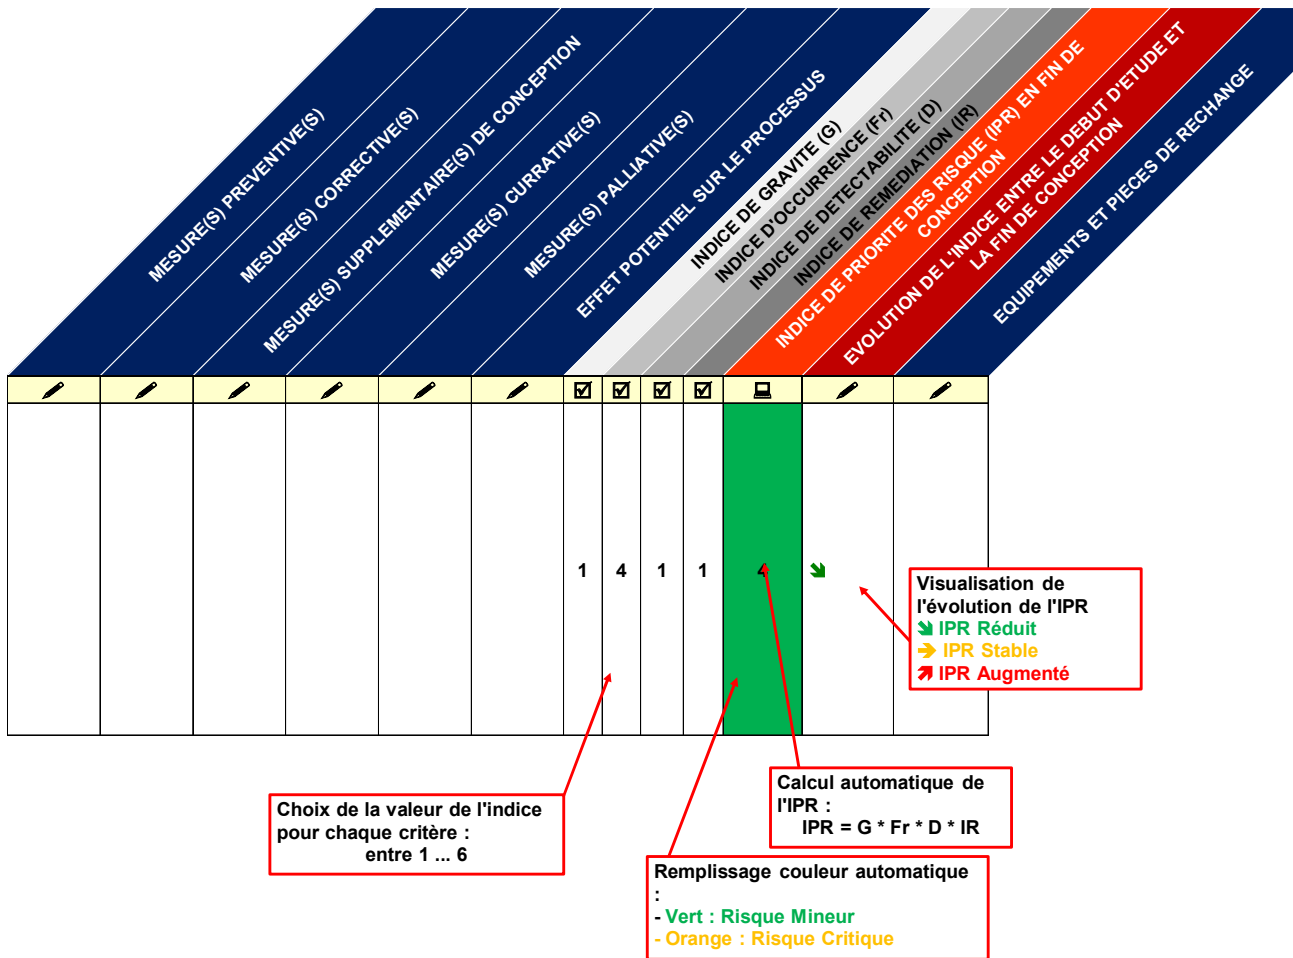 MESURE(S) PREVENTIVE(S)
MESURE(S) CORRECTIVE(S)
MESURE(S) SUPPLEMENTAIRE(S) DE CONCEPTION
MESURE(S) CURRATIVE(S)
MESURE(S) PALLIATIVE(S)
EFFET POTENTIEL SUR LE PROCESSUS
INDICE DE GRAVITE (G)
INDICE D'OCCURRENCE (Fr)
INDICE DE DETECTABILITE (D)
INDICE DE REMEDIATION (IR)
INDICE DE PRIORITE DES RISQUE (IPR) EN FIN DE
CONCEPTION
EVOLUTION DE L'INDICE ENTRE LE DEBUT D'ETUDE ET
LA FIN DE CONCEPTION
EQUIPEMENTS ET PIECES DE RECHANGE
1 4 1 1 4
Visualisation de
l'évolution de l'IPR
IPR Réduit
IPR Stable
IPR Augmenté
Choix de la valeur de l'indice
pour chaque critère :
entre 1 ... 6
Calcul automatique de
l'IPR :
IPR = G * Fr * D * IR
Remplissage couleur automatique
:
- Vert : Risque Mineur
- Orange : Risque Critique